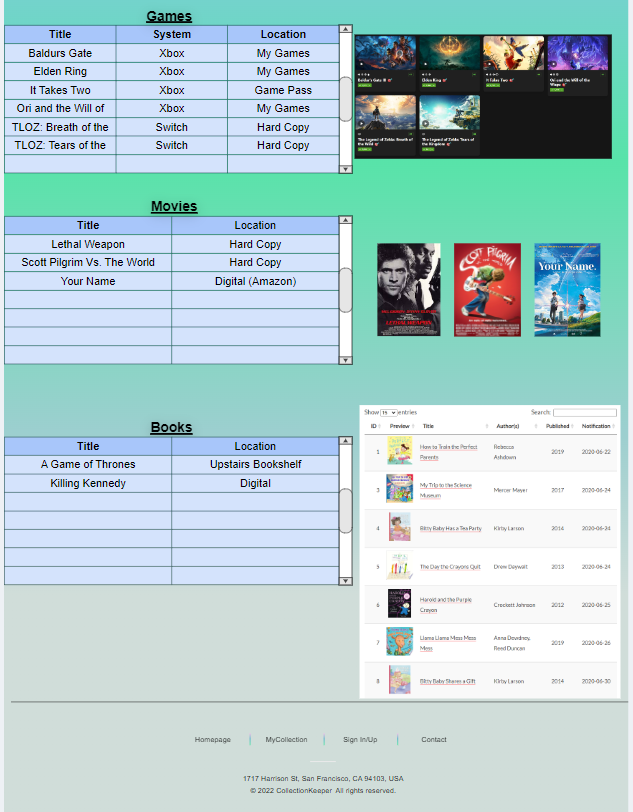 Games
Title System Location
Baldurs Gate Xbox My Games
Elden Ring Xbox My Games
It Takes Two Xbox Game Pass
Ori and the Will of Xbox My Games
TLOZ: Breath of the Switch Hard Copy
TLOZ: Tears of the Switch Hard Copy
Baldur's Gate III Elden Ring It Takes Two Ori and the Will of the
Wisps
The Legend of Zelda: Breath of The Legend of Zelda: Tears of
the Wild the Kingdom
Movies
Title Location
Lethal Weapon Hard Copy
Scott Pilgrim Vs. The World Hard Copy
Your Name Digital (Amazon)
LETHAL WEAPON
SCOTT PILGRIM
Your Name.
Books
Title Location
A Game of Thrones Upstairs Bookshelf
Killing Kennedy Digital
Show 15 entries Search:
ID Preview Title Author(s) Published Notification
1 How to Train the Perfect Parents Rebecca Ashdown 2019 2020-06-22
3 My Trip to the Science Museum Mercer Mayer 2017 2020-06-24
4 Bitty Baby Has a Tea Party Kirby Larson 2014 2020-06-24
5 The Day the Crayons Quit Drew Daywalt 2013 2020-06-24
6 Harold and the Purple Crayon Crockett Johnson 2012 2020-06-25
7 Llama Llama Mess Mess Mess Anna Dewdney, Reed Duncan 2019 2020-06-26
8 Bitty Baby Shares a Gift Kirby Larson 2014 2020-06-30
Homepage MyCollection Sign In/Up Contact
1717 Harrison St, San Francisco, CA 94103, USA
© 2022 CollectionKeeper All rights reserved.